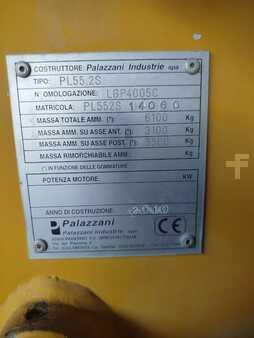 COSTRUTTORE: Palazzani Industrie spa
TIPO: PL55.2S
N° OMOLOGAZIONE: LGP4005C
MATRICOLA: PL552S 14060
MASSA TOTALE AMM. (*) 6100 Kg
MASSA AMM. SU ASSE ANT. (*) 3100 Kg
MASSA AMM. SU ASSE POST. (*) 3500 Kg
MASSA RIMORCHIABILE AMM. Kg
(*) IN FUNZIONE DELLE GOMMATURE
POTENZA MOTORE: KW
ANNO DI COSTRUZIONE: 2010
Palazzani
Palazzani Industrie spa